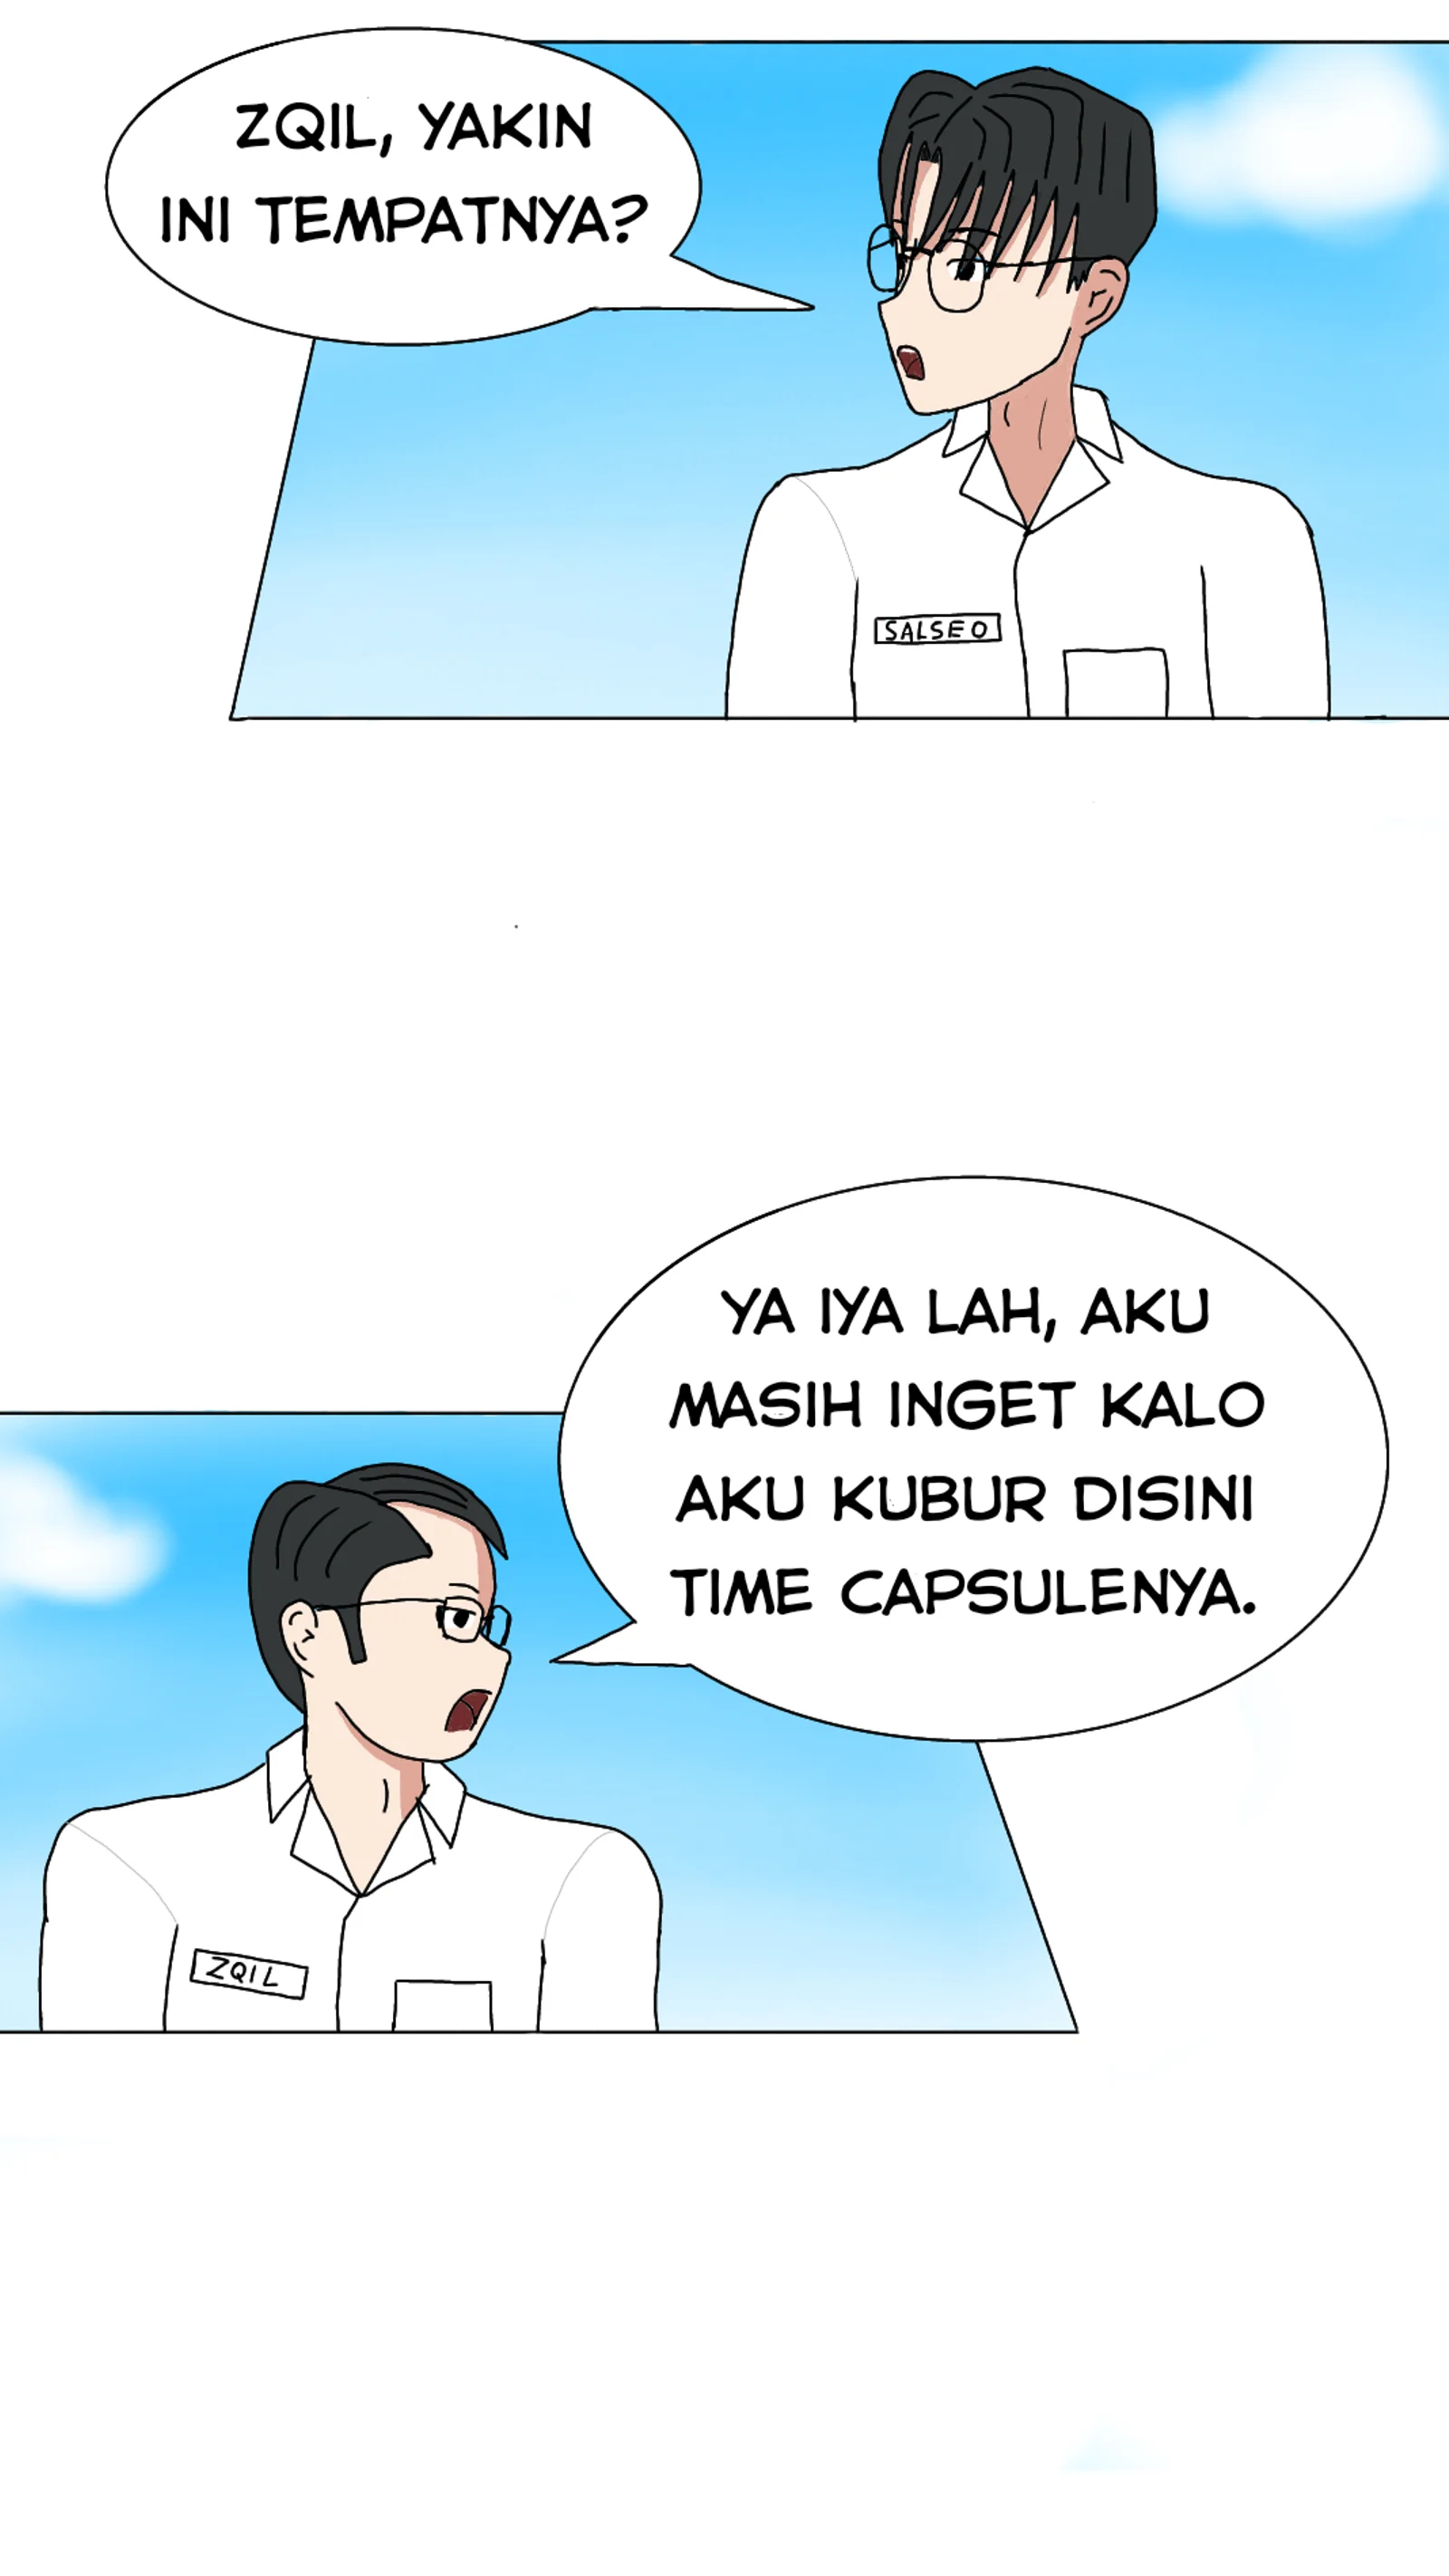 ZQIL, YAKIN
INI TEMPATNYA?
SALSEO
YA IYA LAH, AKU
MASIH INGET KALO
AKU KUBUR DISINI
TIME CAPSULENYA.
ZQIL